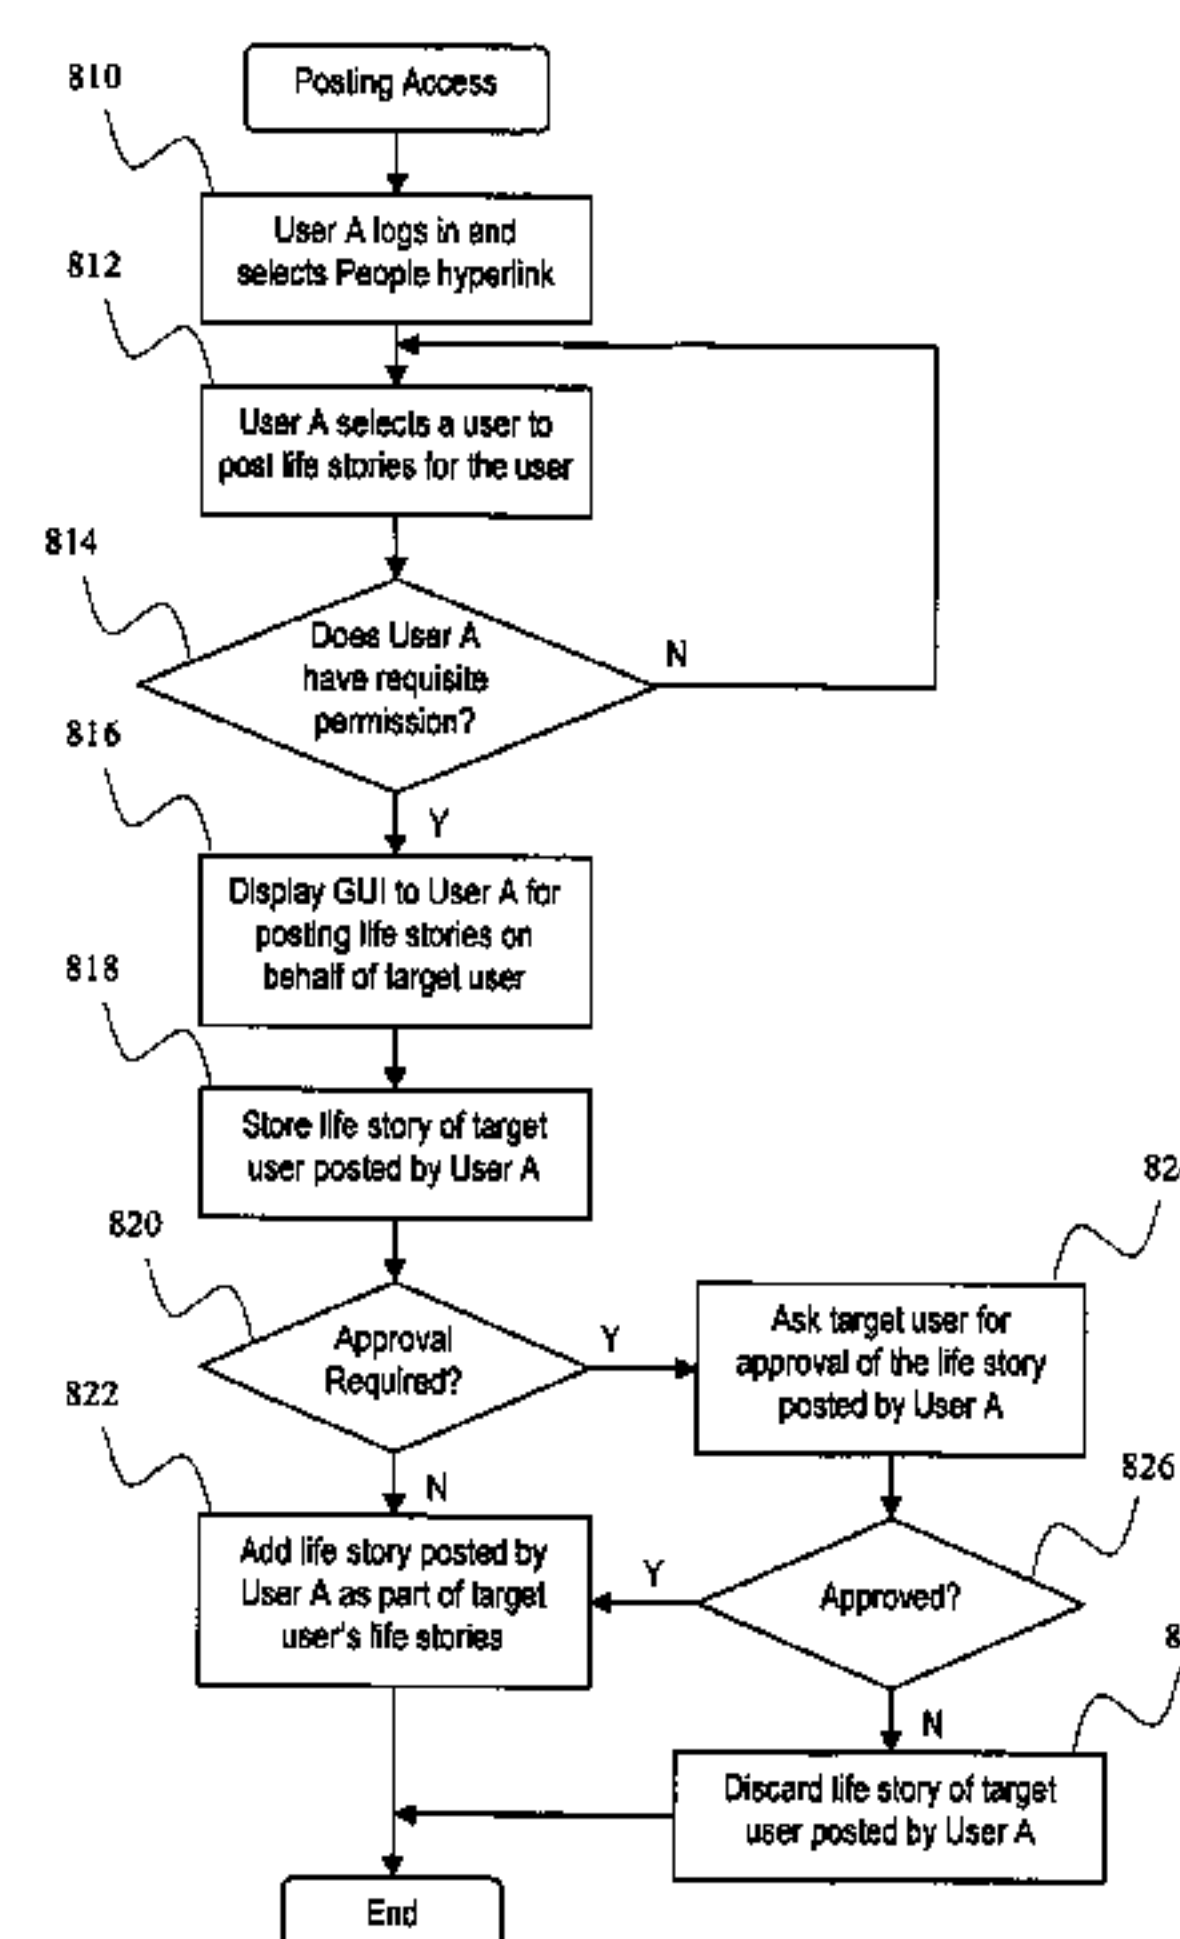 810
Posting Access
User A logs in and
selects People hyperlink
812
User A selects a user to
post life stories for the user
814
Does User A
have requisite
permission?
N
816
Y
Display GUI to User A for
posting life stories on
behalf of target user
818
Store life story of target
user posted by User A
820
Approval
Required?
Y
Ask target user for
approval of the life story
posted by User A
822
N
826
Add life story posted by
User A as part of target
user's life stories
Y
Approved?
N
Discard life story of target
user posted by User A
End